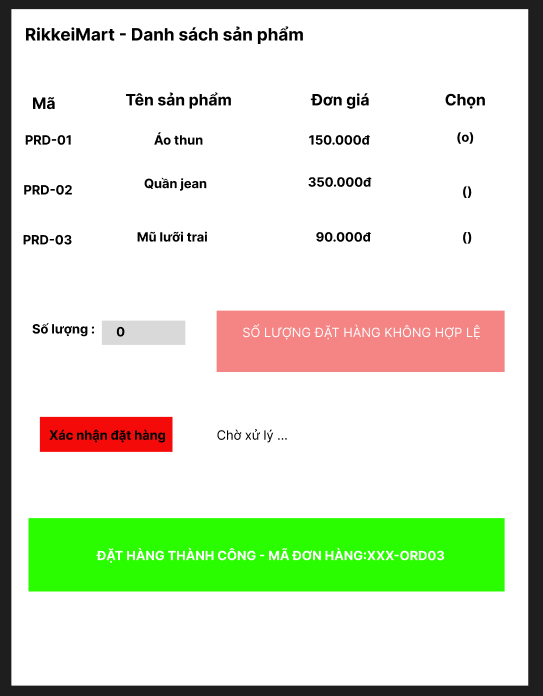 RikkeiMart - Danh sách sản phẩm
Mã Tên sản phẩm Đơn giá Chọn
PRD-01 Áo thun 150.000đ (o)
PRD-02 Quần jean 350.000đ ()
PRD-03 Mũ lưỡi trai 90.000đ ()
Số lượng : 0 SỐ LƯỢNG ĐẶT HÀNG KHÔNG HỢP LỆ
Xác nhận đặt hàng Chờ xử lý ...
ĐẶT HÀNG THÀNH CÔNG - MÃ ĐƠN HÀNG:XXX-ORD03